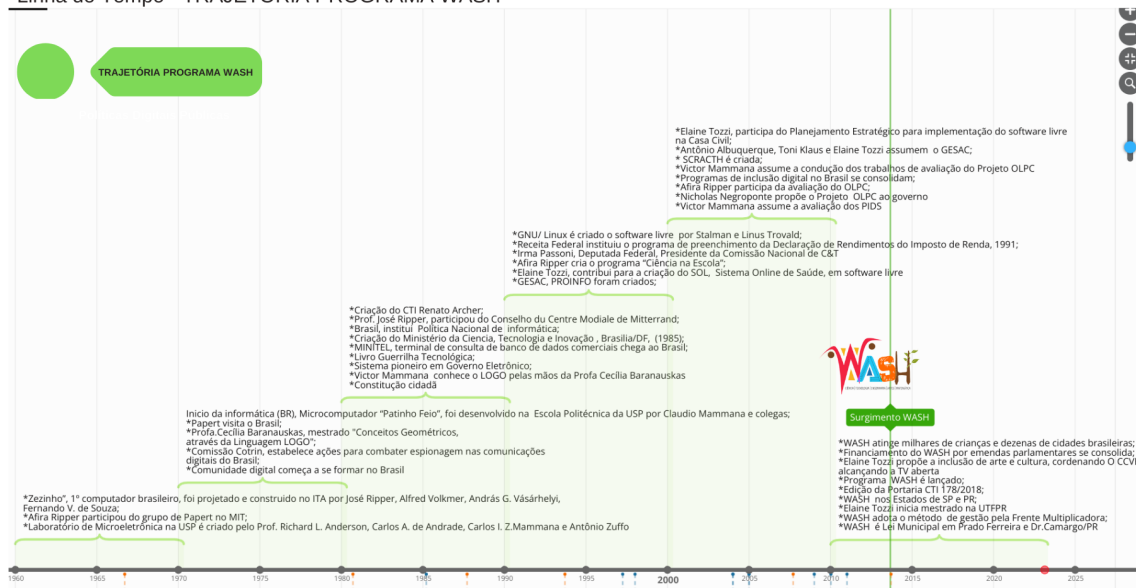 Linha do Tempo - TRAJETÓRIA PROGRAMA WASH
TRAJETÓRIA PROGRAMA WASH
*Elaine Tozzi, participa do Planejamento Estratégico para implementação do software livre
na Casa Civil;
*Antônio Albuquerque, Toni Klaus e Elaine Tozzi assumem o GESAC;
* SCRACTH é criada;
*Victor Mammana assume a condução dos trabalhos de avaliação do Projeto OLPC
*Programas de inclusão digital no Brasil se consolidam;
*Afira Ripper participa da avaliação do OLPC;
*Nicholas Negroponte propõe o Projeto OLPC ao governo
*Victor Mammana assume a avaliação dos PIDS
*GNU/ Linux é criado o software livre por Stalman e Linus Trovald;
*Receita Federal instituiu o programa de preenchimento da Declaração de Rendimentos do Imposto de Renda, 1991;
*Irma Passoni, Deputada Federal, Presidente da Comissão Nacional de C&T
*Afira Ripper cria o programa "Ciência na Escola";
*Elaine Tozzi, contribui para a criação do SOL, Sistema Online de Saúde, em software livre
*GESAC, PROINFO foram criados;
*Criação do CTI Renato Archer;
*Prof. José Ripper, participou do Conselho du Centre Modiale de Mitterrand;
*Brasil, institui Política Nacional de informática;
*Criação do Ministério da Ciencia, Tecnologia e Inovação , Brasilia/DF, (1985);
*MINITEL, terminal de consulta de banco de dados comerciais chega ao Brasil;
*Livro Guerrilha Tecnológica;
*Sistema pioneiro em Governo Eletrônico;
*Victor Mammana conhece o LOGO pelas mãos da Profa Cecília Baranauskas
*Constituição cidadã
WASH
Surgimento WASH
Inicio da informática (BR), Microcomputador "Patinho Feio", foi desenvolvido na Escola Politécnica da USP por Claudio Mammana e colegas;
*Papert visita o Brasil;
*Profa.Cecília Baranauskas, mestrado "Conceitos Geométricos,
através da Linguagem LOGO";
*Comissão Cotrin, estabelece ações para combater espionagem nas comunicações
digitais do Brasil;
*Comunidade digital começa a se formar no Brasil
*WASH atinge milhares de crianças e dezenas de cidades brasileiras;
*Financiamento do WASH por emendas parlamentares se consolida;
*Elaine Tozzi propõe a inclusão de arte e cultura, cordenando O CCVI
alcançando a TV aberta
*Programa WASH é lançado;
*Edição da Portaria CTI 178/2018;
*WASH nos Estados de SP e PR;
*Elaine Tozzi inicia mestrado na UTFPR
*WASH adota o método de gestão pela Frente Multiplicadora;
*WASH é Lei Municipal em Prado Ferreira e Dr.Camargo/PR
*Zezinho", 1º computador brasileiro, foi projetado e construido no ITA por José Ripper, Alfred Volkmer, András G. Vásárhelyi,
Fernando V. de Souza;
*Afira Ripper participou do grupo de Papert no MIT;
*Laboratório de Microeletrônica na USP é criado pelo Prof. Richard L. Anderson, Carlos A. de Andrade, Carlos I. Z.Mammana e Antônio Zuffo
1960 1965 1970 1975 1980 1985 1990 1995 2000 2005 2010 2015 2020 2025